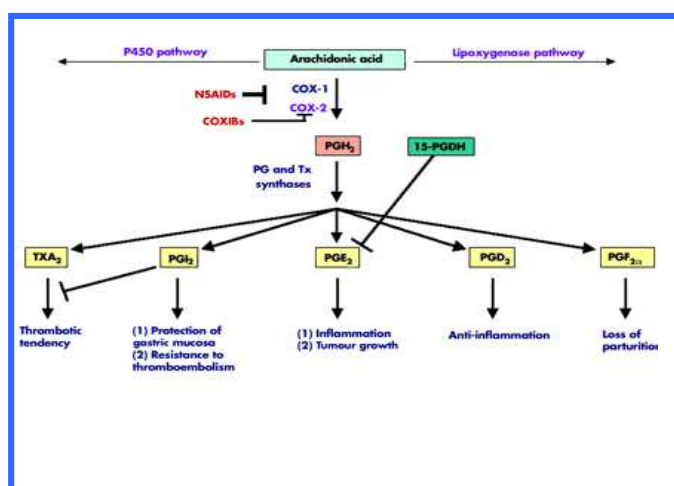 P450 pathway
Arachidonic acid
Lipoxygenase pathway
NSAIDs
COX-1
COX-2
COXIBs
PGH2
15-PGDH
PG and Tx
synthases
TXA2
PGI2
PGE2
PGD2
PGF2α
Thrombotic
tendency
(1) Protection of
gastric mucosa
(2) Resistance to
thromboembolism
(1) Inflammation
(2) Tumour growth
Anti-inflammation
Loss of
parturition